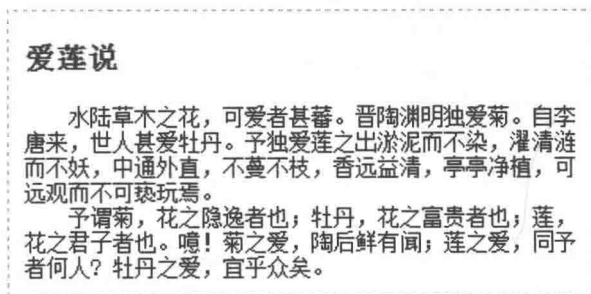 爱莲说
水陆草木之花，可爱者甚蕃。晋陶渊明独爱菊。自李
唐来，世人甚爱牡丹。予独爱莲之出淤泥而不染，濯清涟
而不妖，中通外直，不蔓不枝，香远益清，亭亭净植，可
远观而不可亵玩焉。
予谓菊，花之隐逸者也；牡丹，花之富贵者也；莲，
花之君子者也。噫！菊之爱，陶后鲜有闻；莲之爱，同予
者何人？牡丹之爱，宜乎众矣。